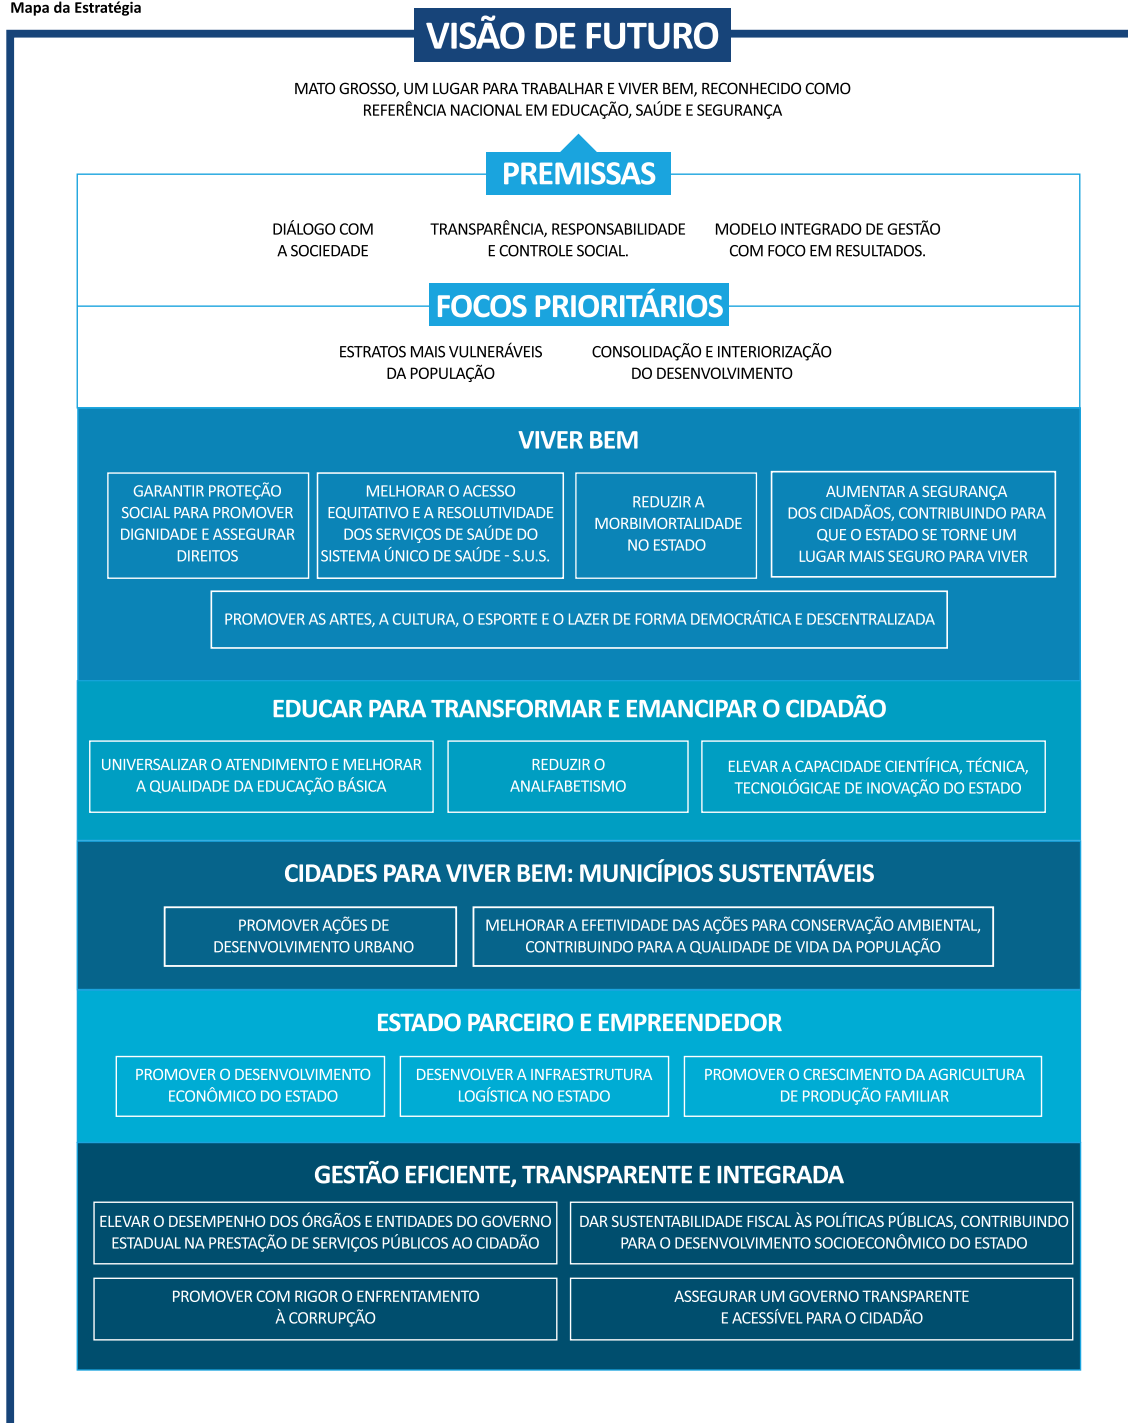 Mapa da Estratégia
VISÃO DE FUTURO
MATO GROSSO, UM LUGAR PARA TRABALHAR E VIVER BEM, RECONHECIDO COMO
REFERÊNCIA NACIONAL EM EDUCAÇÃO, SAÚDE E SEGURANÇA
PREMISSAS
DIÁLOGO COM
A SOCIEDADE
TRANSPARÊNCIA, RESPONSABILIDADE
E CONTROLE SOCIAL.
MODELO INTEGRADO DE GESTÃO
COM FOCO EM RESULTADOS.
FOCOS PRIORITÁRIOS
ESTRATOS MAIS VULNERÁVEIS
DA POPULAÇÃO
CONSOLIDAÇÃO E INTERIORIZAÇÃO
DO DESENVOLVIMENTO
VIVER BEM
GARANTIR PROTEÇÃO
SOCIAL PARA PROMOVER
DIGNIDADE E ASSEGURAR
DIREITOS
MELHORAR O ACESSO
EQUITATIVO E A RESOLUTIVIDADE
DOS SERVIÇOS DE SAÚDE DO
SISTEMA ÚNICO DE SAÚDE - S.U.S.
REDUZIR A
MORBIMORTALIDADE
NO ESTADO
AUMENTAR A SEGURANÇA
DOS CIDADÃOS, CONTRIBUINDO PARA
QUE O ESTADO SE TORNE UM
LUGAR MAIS SEGURO PARA VIVER
PROMOVER AS ARTES, A CULTURA, O ESPORTE E O LAZER DE FORMA DEMOCRÁTICA E DESCENTRALIZADA
EDUCAR PARA TRANSFORMAR E EMANCIPAR O CIDADÃO
UNIVERSALIZAR O ATENDIMENTO E MELHORAR
A QUALIDADE DA EDUCAÇÃO BÁSICA
REDUZIR O
ANALFABETISMO
ELEVAR A CAPACIDADE CIENTÍFICA, TÉCNICA,
TECNOLÓGICAE DE INOVAÇÃO DO ESTADO
CIDADES PARA VIVER BEM: MUNICÍPIOS SUSTENTÁVEIS
PROMOVER AÇÕES DE
DESENVOLVIMENTO URBANO
MELHORAR A EFETIVIDADE DAS AÇÕES PARA CONSERVAÇÃO AMBIENTAL,
CONTRIBUINDO PARA A QUALIDADE DE VIDA DA POPULAÇÃO
ESTADO PARCEIRO E EMPREENDEDOR
PROMOVER O DESENVOLVIMENTO
ECONÔMICO DO ESTADO
DESENVOLVER A INFRAESTRUTURA
LOGÍSTICA NO ESTADO
PROMOVER O CRESCIMENTO DA AGRICULTURA
DE PRODUÇÃO FAMILIAR
GESTÃO EFICIENTE, TRANSPARENTE E INTEGRADA
ELEVAR O DESEMPENHO DOS ÓRGÃOS E ENTIDADES DO GOVERNO
ESTADUAL NA PRESTAÇÃO DE SERVIÇOS PÚBLICOS AO CIDADÃO
DAR SUSTENTABILIDADE FISCAL ÀS POLÍTICAS PÚBLICAS, CONTRIBUINDO
PARA O DESENVOLVIMENTO SOCIOECONÔMICO DO ESTADO
PROMOVER COM RIGOR O ENFRENTAMENTO
À CORRUPÇÃO
ASSEGURAR UM GOVERNO TRANSPARENTE
E ACESSÍVEL PARA O CIDADÃO